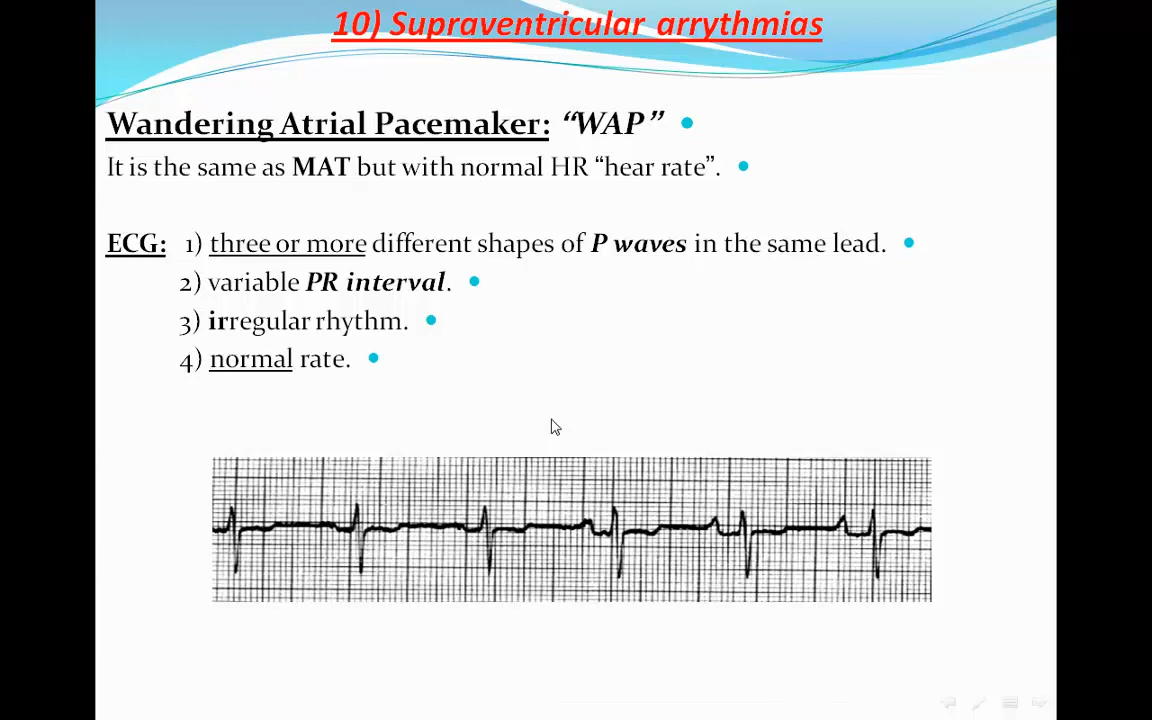 10) Supraventricular arrythmias
Wandering Atrial Pacemaker: “WAP”
It is the same as MAT but with normal HR “hear rate”.
ECG: 1) three or more different shapes of P waves in the same lead.
2) variable PR interval.
3) irregular rhythm.
4) normal rate.